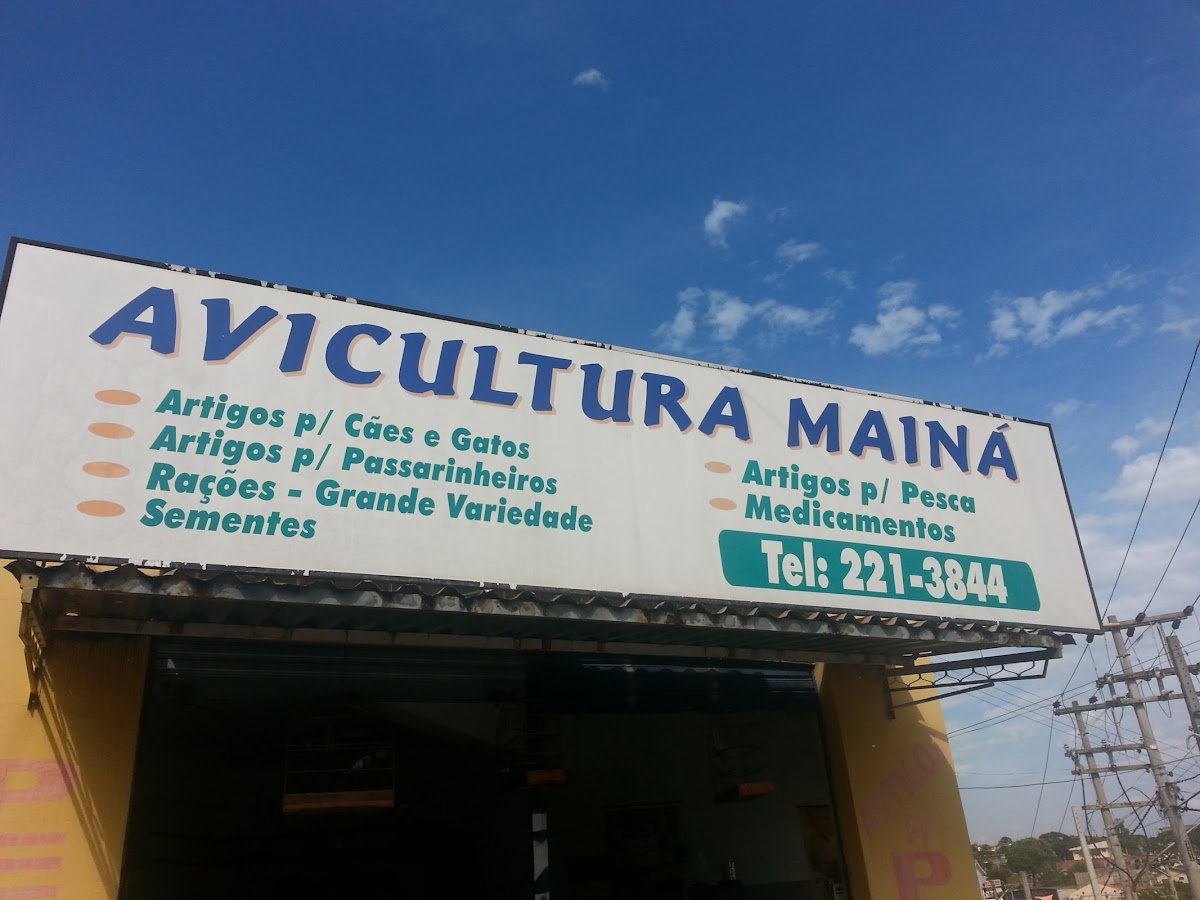 AVICULTURA MAINÁ
Artigos p/ Cães e Gatos
Artigos p/ Passarinheiros
Rações - Grande Variedade
Sementes
Artigos p/ Pesca
Medicamentos
Tel: 221-3844